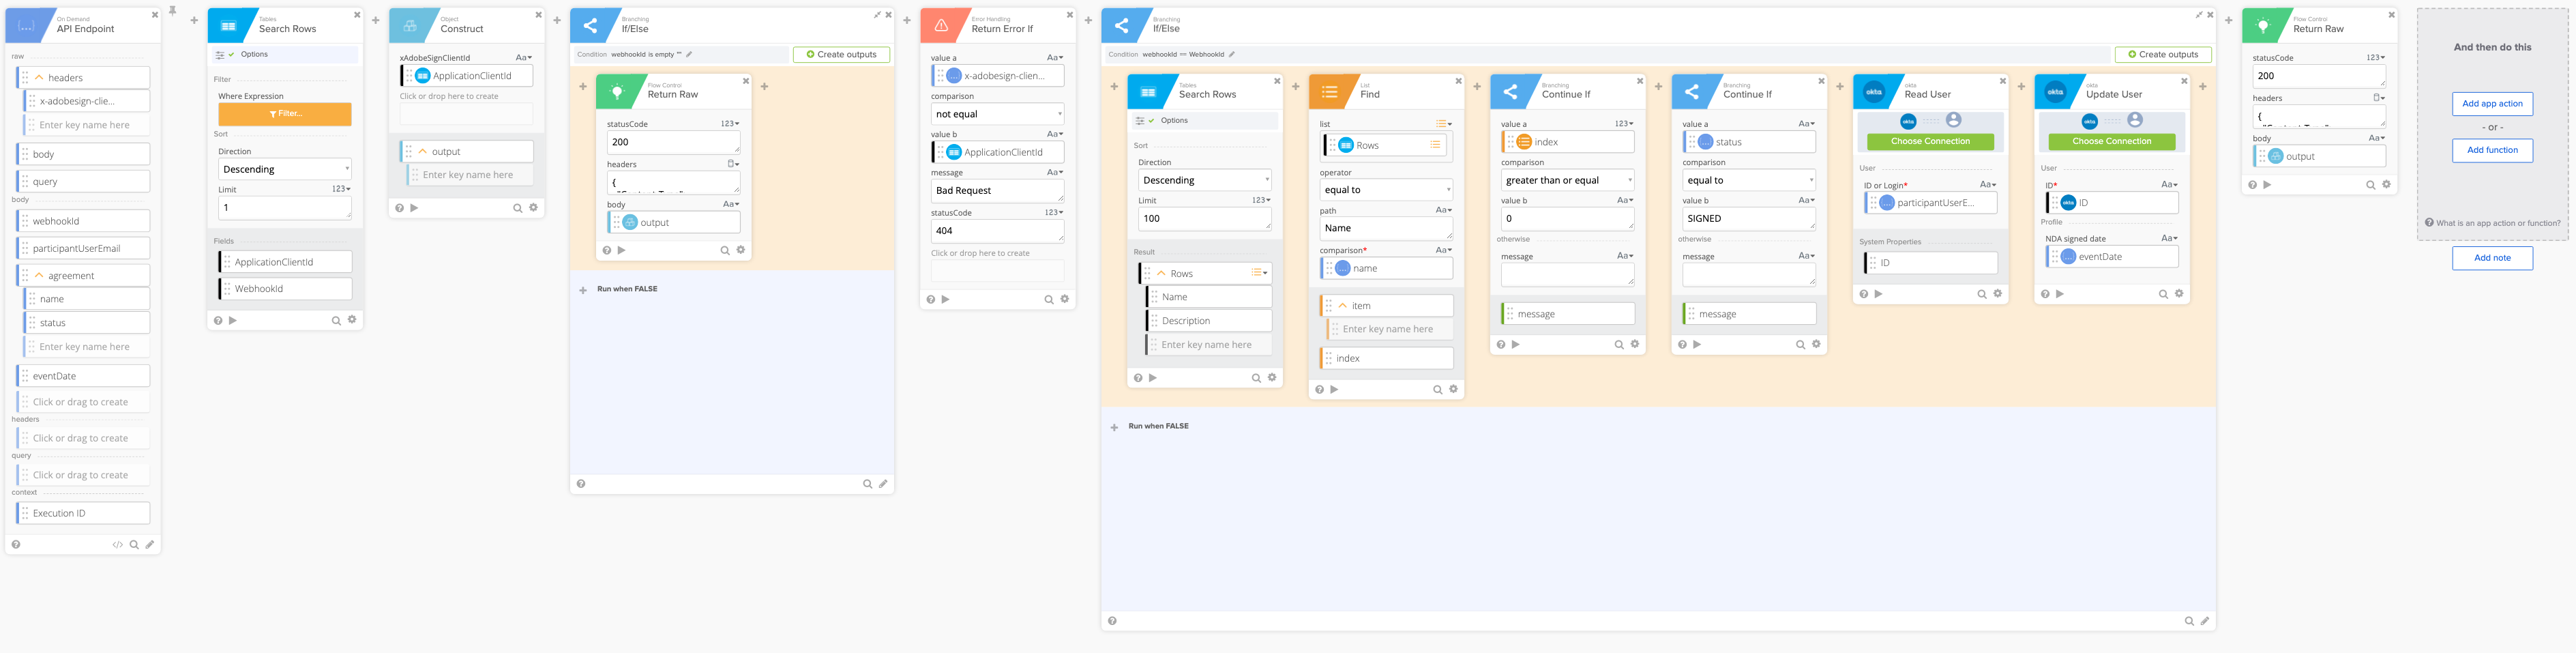 On Demand
API Endpoint
raw
headers
x-adobesign-clie...
Enter key name here
body
query
body
webhookId
participantUserEmail
agreement
name
status
Enter key name here
eventDate
Click or drag to create
headers
Click or drag to create
query
Click or drag to create
context
Execution ID
Tables
Search Rows
Options
Filter
Where Expression
Filter...
Sort
Direction
Descending
Limit 123
1
Fields
ApplicationClientId
WebhookId
Object
Construct
xAdobeSignClientId Aa
ApplicationClientId
Click or drop here to create
output
Enter key name here
Branching
If/Else
Condition webhookId is empty ""
Create outputs
Flow Control
Return Raw
statusCode 123
200
headers
{
body Aa
output
Run when FALSE
Error Handling
Return Error If
value a Aa
x-adobesign-clien...
comparison
not equal
value b Aa
ApplicationClientId
message Aa
Bad Request
statusCode 123
404
Click or drop here to create
Branching
If/Else
Condition webhookId == WebhookId
Create outputs
Tables
Search Rows
Options
Sort
Direction
Descending
Limit 123
100
Result
Rows
Name
Description
Enter key name here
List
Find
list
Rows
operator
equal to
path Aa
Name
comparison* Aa
name
item
Enter key name here
index
Branching
Continue If
value a 123
index
comparison
greater than or equal
value b 123
0
otherwise
message Aa
message
Branching
Continue If
value a Aa
status
comparison
equal to
value b Aa
SIGNED
otherwise
message Aa
message
okta
Read User
okta
Choose Connection
User
ID or Login* Aa
participantUserE...
System Properties
ID
okta
Update User
okta
Choose Connection
User
ID* Aa
okta ID
Profile
NDA signed date Aa
eventDate
Run when FALSE
Flow Control
Return Raw
statusCode 123
200
headers
{
body Aa
output
And then do this
Add app action
- or -
Add function
What is an app action or function?
Add note